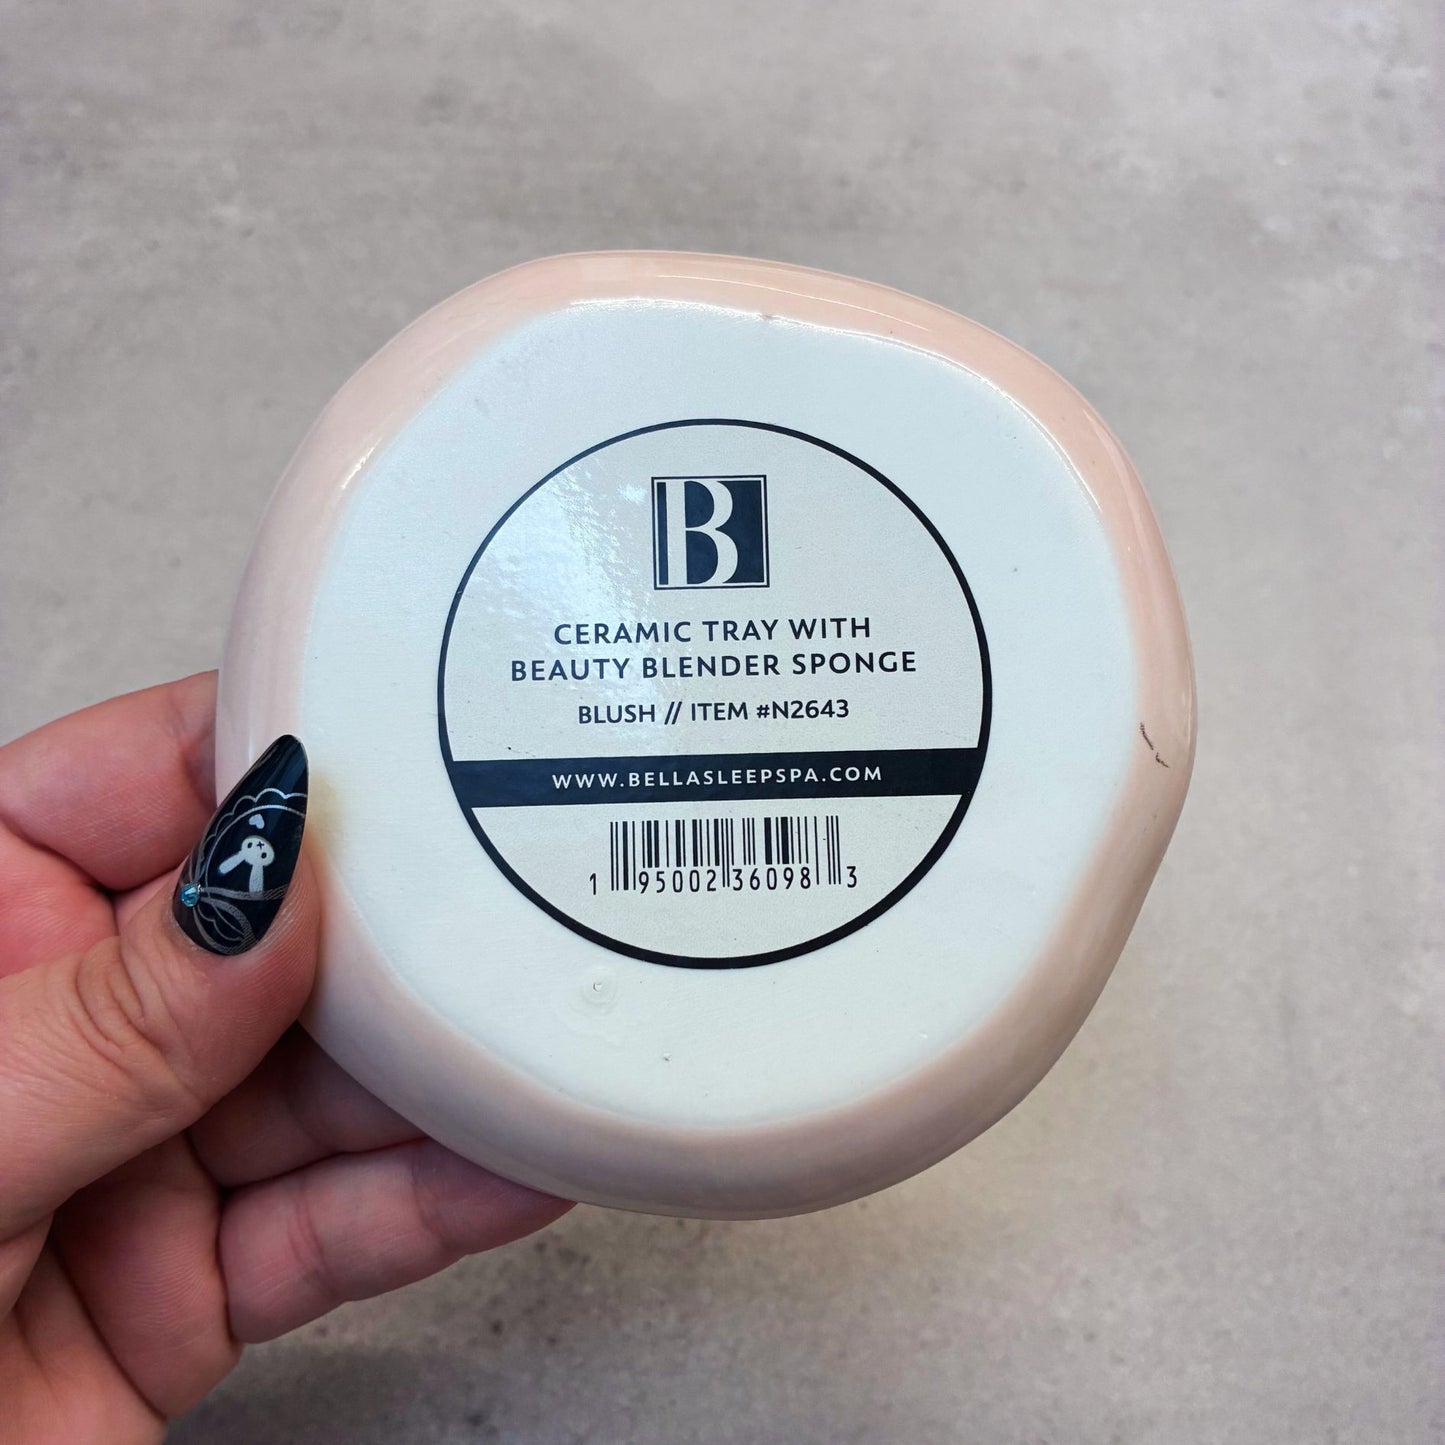 B
CERAMIC TRAY WITH
BEAUTY BLENDER SPONGE
BLUSH // ITEM #N2643
WWW.BELLASLEEPSPA.COM
1 95002 36098 3